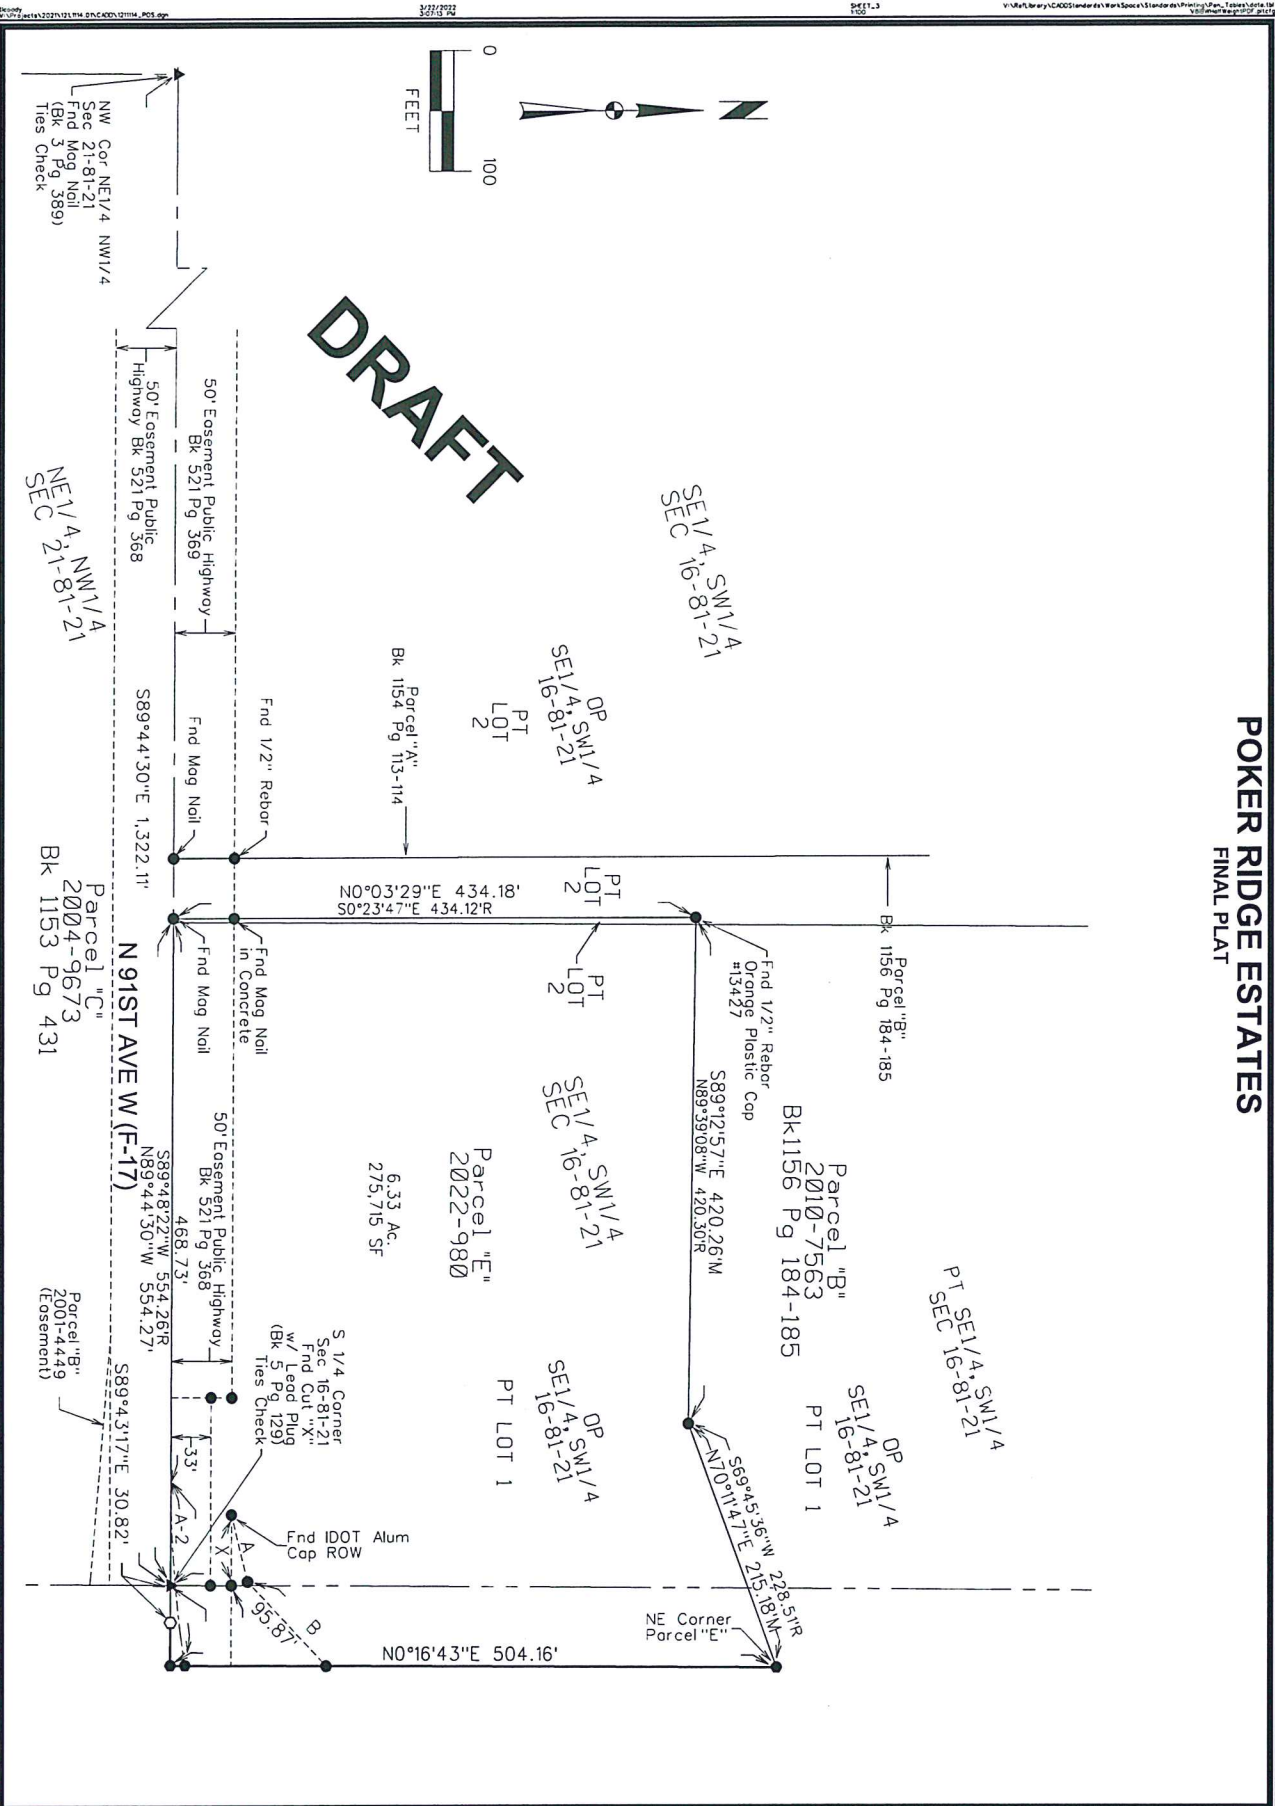 POKER RIDGE ESTATES
FINAL PLAT
DRAFT
N
0
100
FEET
SE1/4, SW1/4
SEC 16-81-21
OP
SE1/4, SW1/4
16-81-21
PT
LOT
2
Parcel "A"
Bk 1154 Pg 113-114
Parcel "B"
Bk 1156 Pg 184-185
PT
LOT
2
N0°03'29"E 434.18'
S0°23'47"E 434.12'R
PT
LOT
2
Fnd 1/2" Rebar
Orange Plastic Cap
#13427
S89°12'57"E 420.26'M
N89°39'08"W 420.30'R
Parcel "B"
2010-7563
Bk1156 Pg 184-185
PT SE1/4, SW1/4
SEC 16-81-21
OP
SE1/4, SW1/4
16-81-21
PT LOT 1
S69°45'36"W 228.51'R
N70°11'47"E 215.18'M
NE Corner
Parcel "E"
SE1/4, SW1/4
SEC 16-81-21
OP
SE1/4, SW1/4
16-81-21
PT LOT 1
Parcel "E"
2022-980
6.33 Ac.
275,715 SF
N0°16'43"E 504.16'
S 1/4 Corner
Sec 16-81-21
Fnd Cut "X"
w/ Lead Plug
(Bk 5 Pg 129)
Ties Check
Fnd IDOT Alum
Cap ROW
A
X
B
95.87'
33'
A-2
50' Easement Public Highway
Bk 521 Pg 369
Fnd 1/2" Rebar
Fnd Mag Nail
Fnd Mag Nail
in Concrete
Fnd Mag Nail
50' Easement Public Highway
Bk 521 Pg 368
468.73'
S89°48'22"W 554.26'R
N89°44'30"W 554.27'
S89°44'30"E 1,322.11'
50' Easement Public
Highway Bk 521 Pg 368
N 91ST AVE W (F-17)
S89°43'17"E 30.82'
Parcel "B"
2001-4449
(Easement)
NW Cor NE1/4 NW1/4
Sec 21-81-21
Fnd Mag Nail
(Bk 3 Pg 389)
Ties Check
NE1/4, NW1/4
SEC 21-81-21
Parcel "C"
2004-9673
Bk 1153 Pg 431
3/22/2022
3:07:13 PM
SHEET_3
1:100